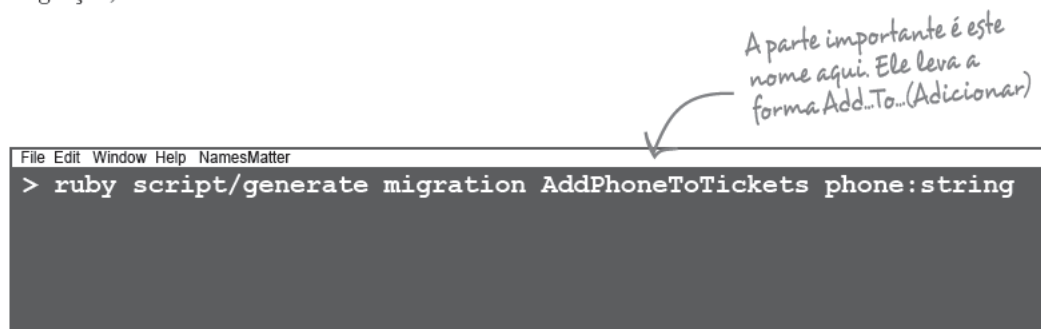 A parte importante é este
nome aqui. Ele leva a
forma Add...To...(Adicionar)
File Edit Window Help NamesMatter
> ruby script/generate migration AddPhoneToTickets phone:string